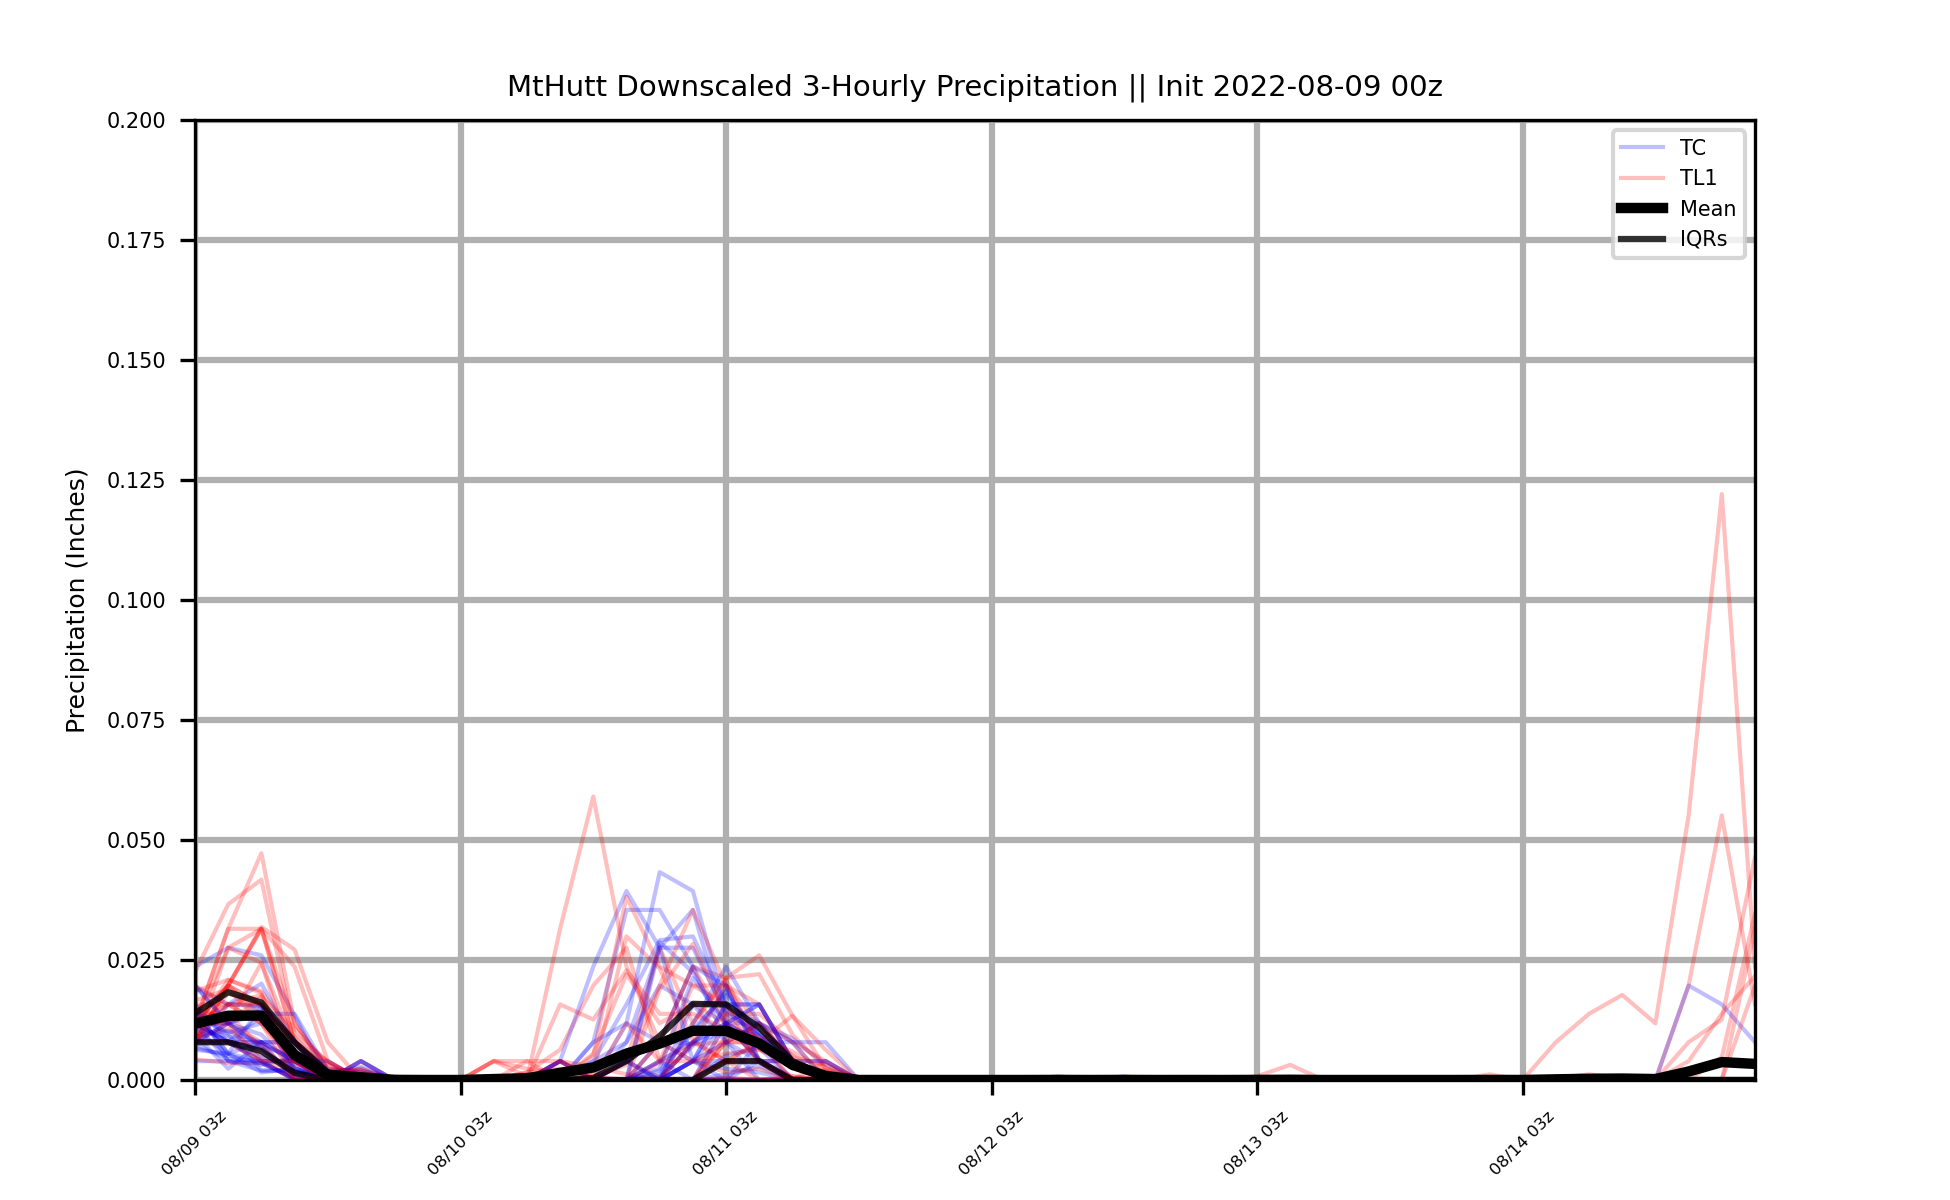 MtHutt Downscaled 3-Hourly Precipitation || Init 2022-08-09 00z
0.200
0.175
0.150
0.125
0.100
0.075
0.050
0.025
0.000
Precipitation (Inches)
TC
TL1
Mean
IQRs
08/09 03z
08/10 03z
08/11 03z
08/12 03z
08/13 03z
08/14 03z